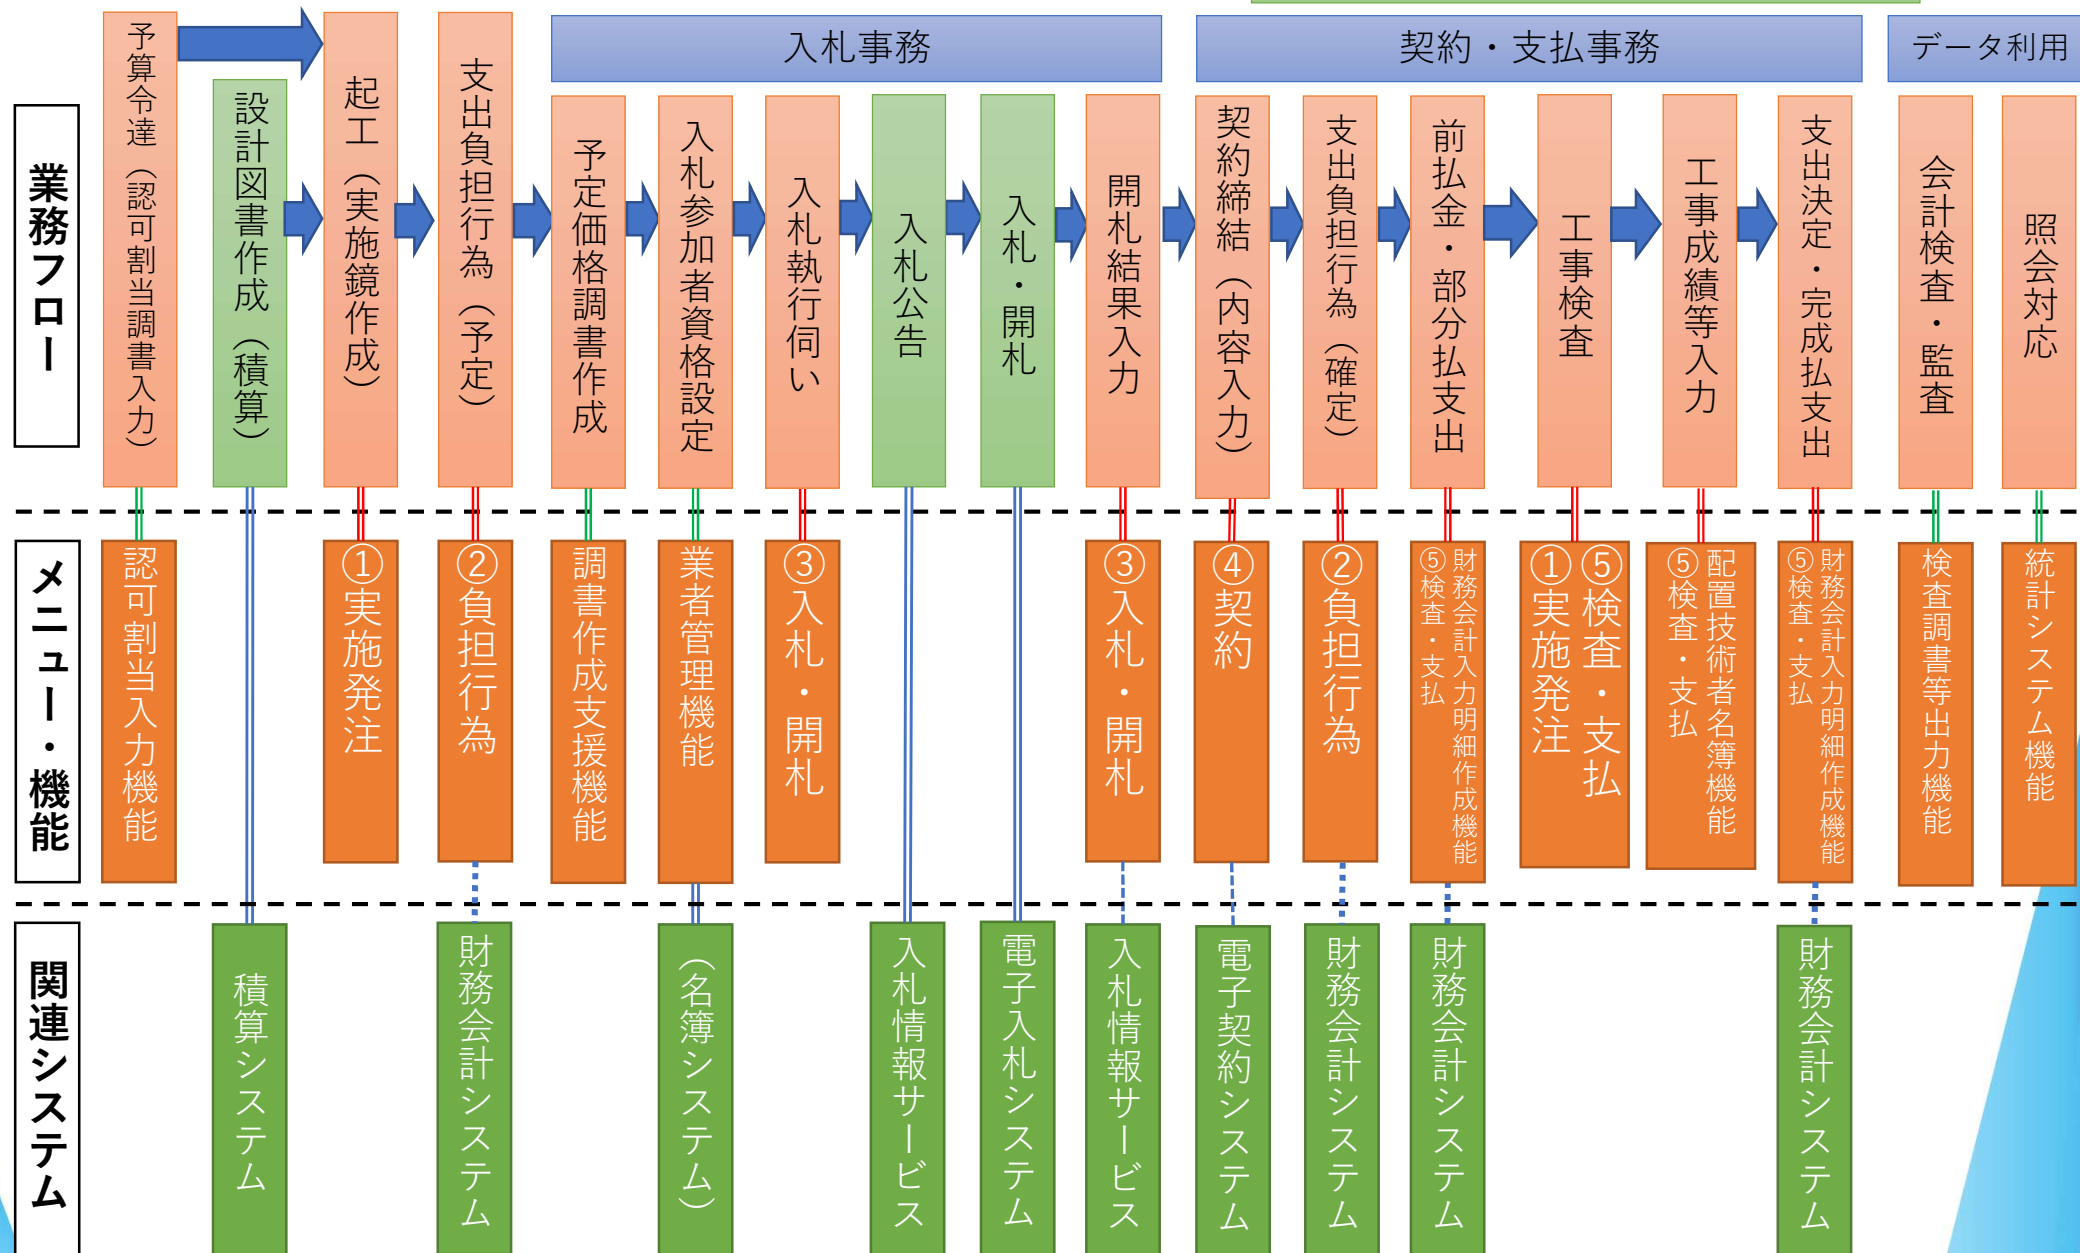 入札事務
契約・支払事務
データ利用
業務フロー
予算令達（認可割当調書入力）
設計図書作成（積算）
起工（実施鏡作成）
支出負担行為（予定）
予定価格調書作成
入札参加者資格設定
入札執行伺い
入札公告
入札・開札
開札結果入力
契約締結（内容入力）
支出負担行為（確定）
前払金・部分払支出
工事検査
工事成績等入力
支出決定・完成払支出
会計検査・監査
照会対応
メニュー・機能
認可割当入力機能
①実施発注
②負担行為
調書作成支援機能
業者管理機能
③入札・開札
③入札・開札
④契約
②負担行為
財務会計入力明細作成機能
⑤検査・支払
⑤検査・支払
①実施発注
配置技術者名簿機能
⑤検査・支払
財務会計入力明細作成機能
⑤検査・支払
検査調書等出力機能
統計システム機能
関連システム
積算システム
財務会計システム
（名簿システム）
入札情報サービス
電子入札システム
入札情報サービス
電子契約システム
財務会計システム
財務会計システム
財務会計システム